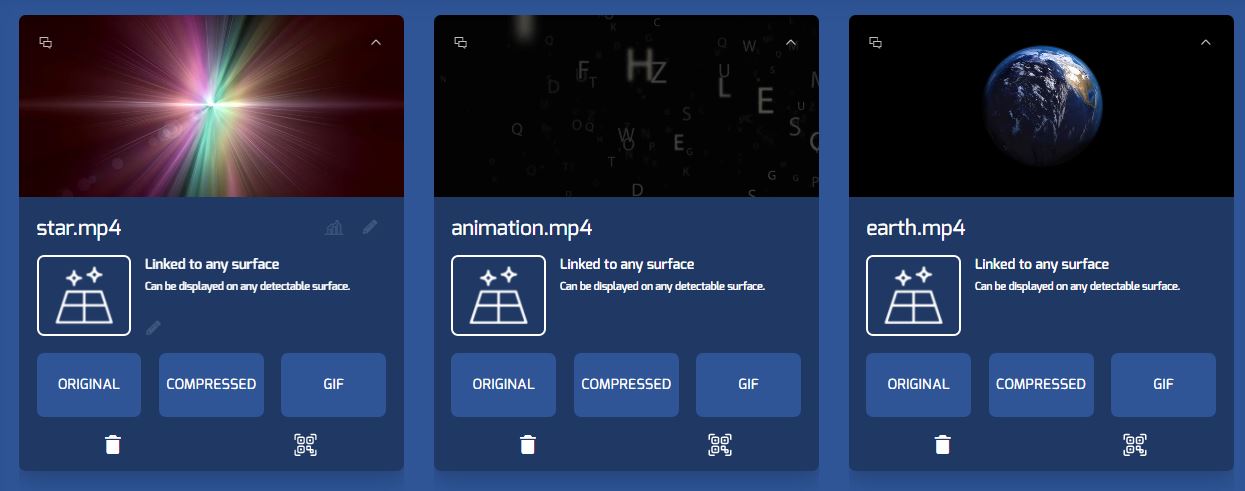 star.mp4
Linked to any surface
Can be displayed on any detectable surface.
ORIGINAL
COMPRESSED
GIF
H
Z
F
U
T
D
Q
W
U
L
E
S
Q
W
O
E
T
D
G
S
animation.mp4
Linked to any surface
Can be displayed on any detectable surface.
ORIGINAL
COMPRESSED
GIF
earth.mp4
Linked to any surface
Can be displayed on any detectable surface.
ORIGINAL
COMPRESSED
GIF